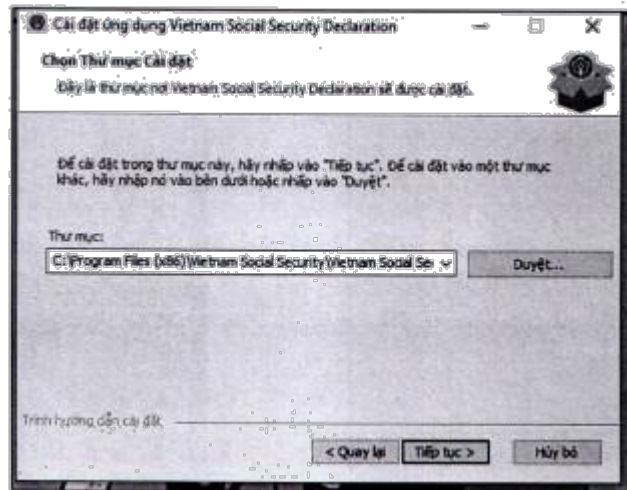 Cài đặt ứng dụng Vietnam Social Security Declaration
Chọn Thư mục Cài đặt
Đây là thư mục nơi Vietnam Social Security Declaration sẽ được cài đặt.
Để cài đặt trong thư mục này, hãy nhấp vào "Tiếp tục". Để cài đặt vào một thư mục
khác, hãy nhập nó vào bên dưới hoặc nhấp vào "Duyệt".
Thư mục:
C:\Program Files (x86)\Vietnam Social Security\Vietnam Social Se
Duyệt...
Trình hướng dẫn cài đặt
< Quay lại
Tiếp tục >
Hủy bỏ